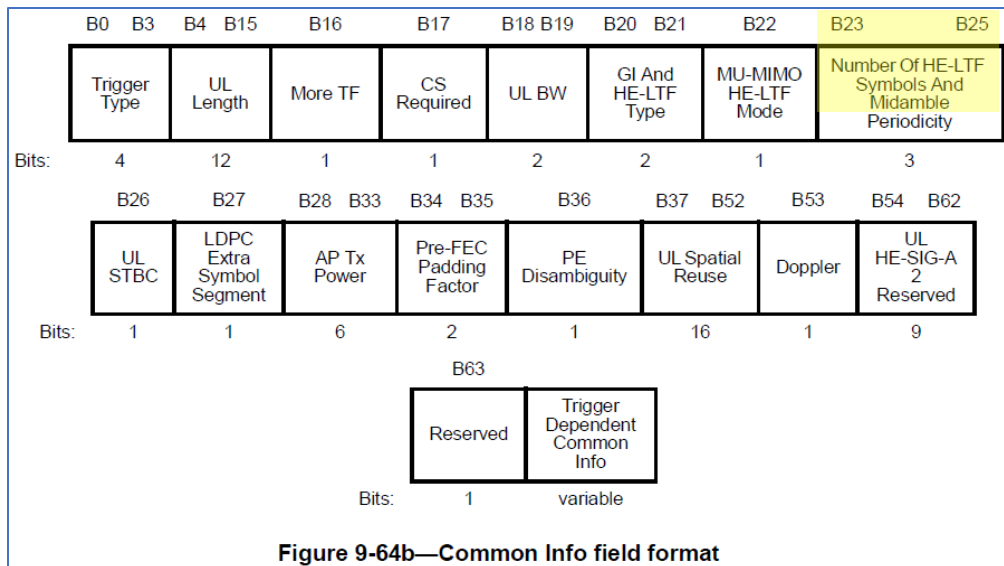 B0 B3 B4 B15 B16 B17 B18 B19 B20 B21 B22 B23 B25
Trigger Type
UL Length
More TF
CS Required
UL BW
GI And HE-LTF Type
MU-MIMO HE-LTF Mode
Number Of HE-LTF Symbols And Midamble Periodicity
Bits: 4 12 1 1 2 2 1 3
B26 B27 B28 B33 B34 B35 B36 B37 B52 B53 B54 B62
UL STBC
LDPC Extra Symbol Segment
AP Tx Power
Pre-FEC Padding Factor
PE Disambiguity
UL Spatial Reuse
Doppler
UL HE-SIG-A 2 Reserved
Bits: 1 1 6 2 1 16 1 9
B63
Reserved
Trigger Dependent Common Info
Bits: 1 variable
Figure 9-64b—Common Info field format